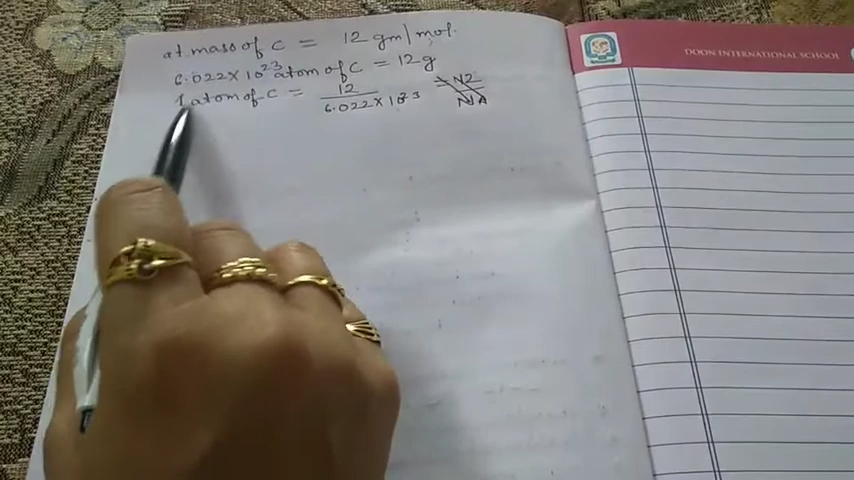 at. mass of C = 12 gm/mol.
6.022 × 10²³ atom of C = 12g
1 atom of C = 12 / 6.022 × 10²³ = 12 / NA
DOON INTERNATIONAL SCHOOL